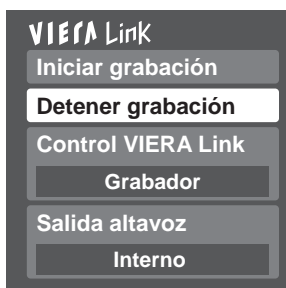 VIERA Link
Iniciar grabación
Detener grabación
Control VIERA Link
Grabador
Salida altavoz
Interno